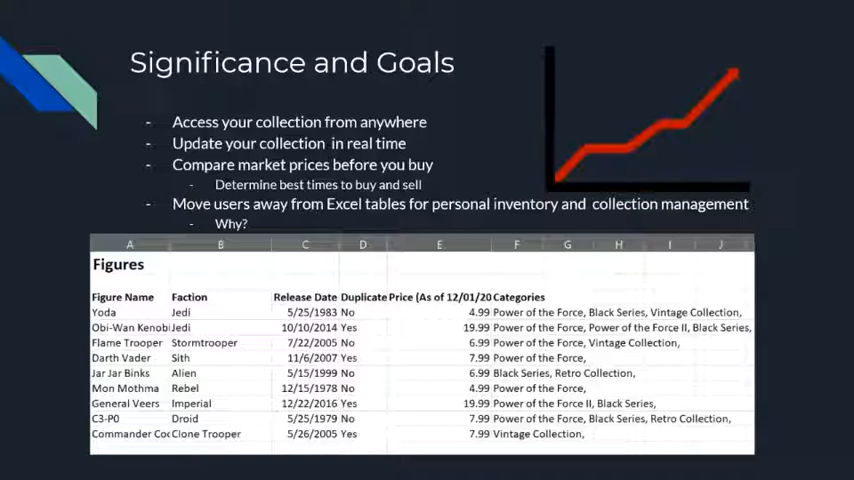 Significance and Goals
- Access your collection from anywhere
- Update your collection in real time
- Compare market prices before you buy
- Determine best times to buy and sell
- Move users away from Excel tables for personal inventory and collection management
- Why?
A B C D E F G H I J
Figures
Figure Name Faction Release Date Duplicate Price (As of 12/01/20 Categories
Yoda Jedi 5/25/1983 No 4.99 Power of the Force, Black Series, Vintage Collection,
Obi-Wan Kenobi Jedi 10/10/2014 Yes 19.99 Power of the Force, Power of the Force II, Black Series,
Flame Trooper Stormtrooper 7/22/2005 No 6.99 Power of the Force, Vintage Collection,
Darth Vader Sith 11/6/2007 Yes 7.99 Power of the Force,
Jar Jar Binks Alien 5/15/1999 No 6.99 Black Series, Retro Collection,
Mon Mothma Rebel 12/15/1978 No 4.99 Power of the Force,
General Veers Imperial 12/22/2016 Yes 19.99 Power of the Force II, Black Series,
C3-P0 Droid 5/25/1979 No 7.99 Power of the Force, Black Series, Retro Collection,
Commander Coc Clone Trooper 5/26/2005 Yes 7.99 Vintage Collection,